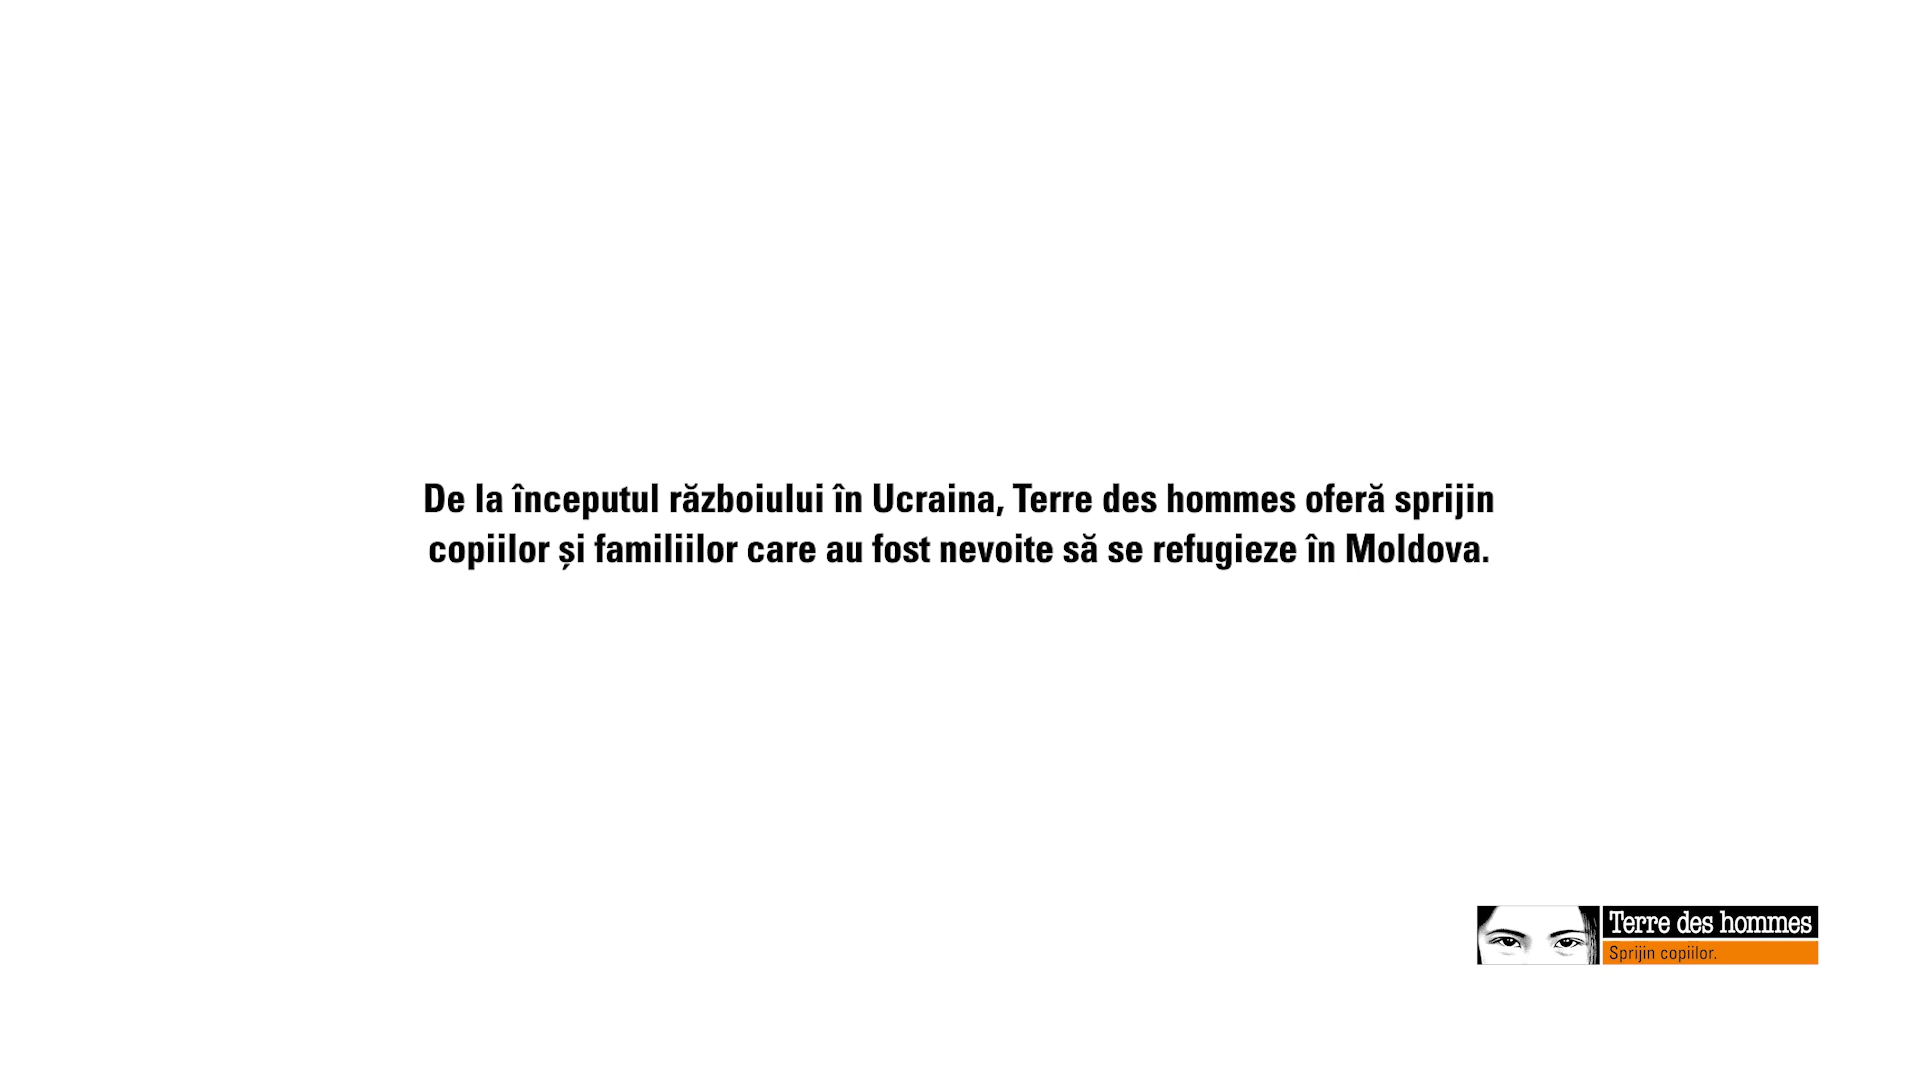 De la începutul războiului în Ucraina, Terre des hommes oferă sprijin
copiilor și familiilor care au fost nevoite să se refugieze în Moldova.
Terre des hommes
Sprijin copiilor.